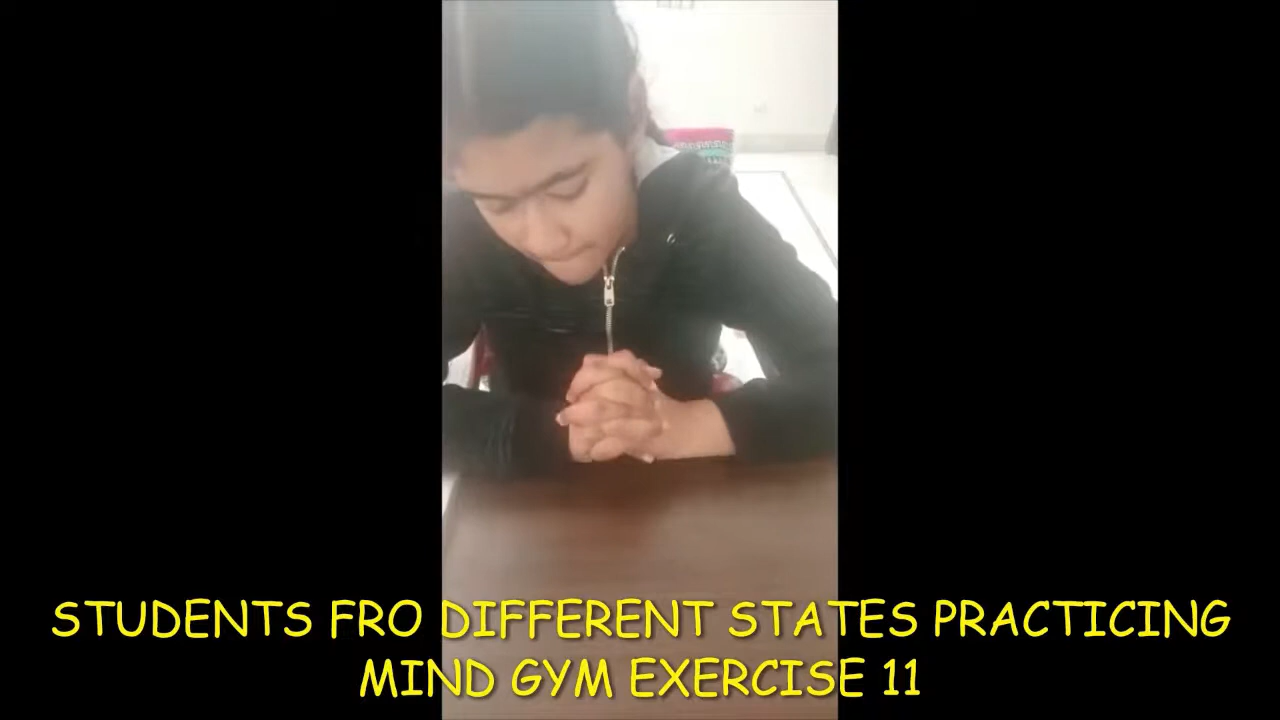 STUDENTS FRO DIFFERENT STATES PRACTICING
MIND GYM EXERCISE 11